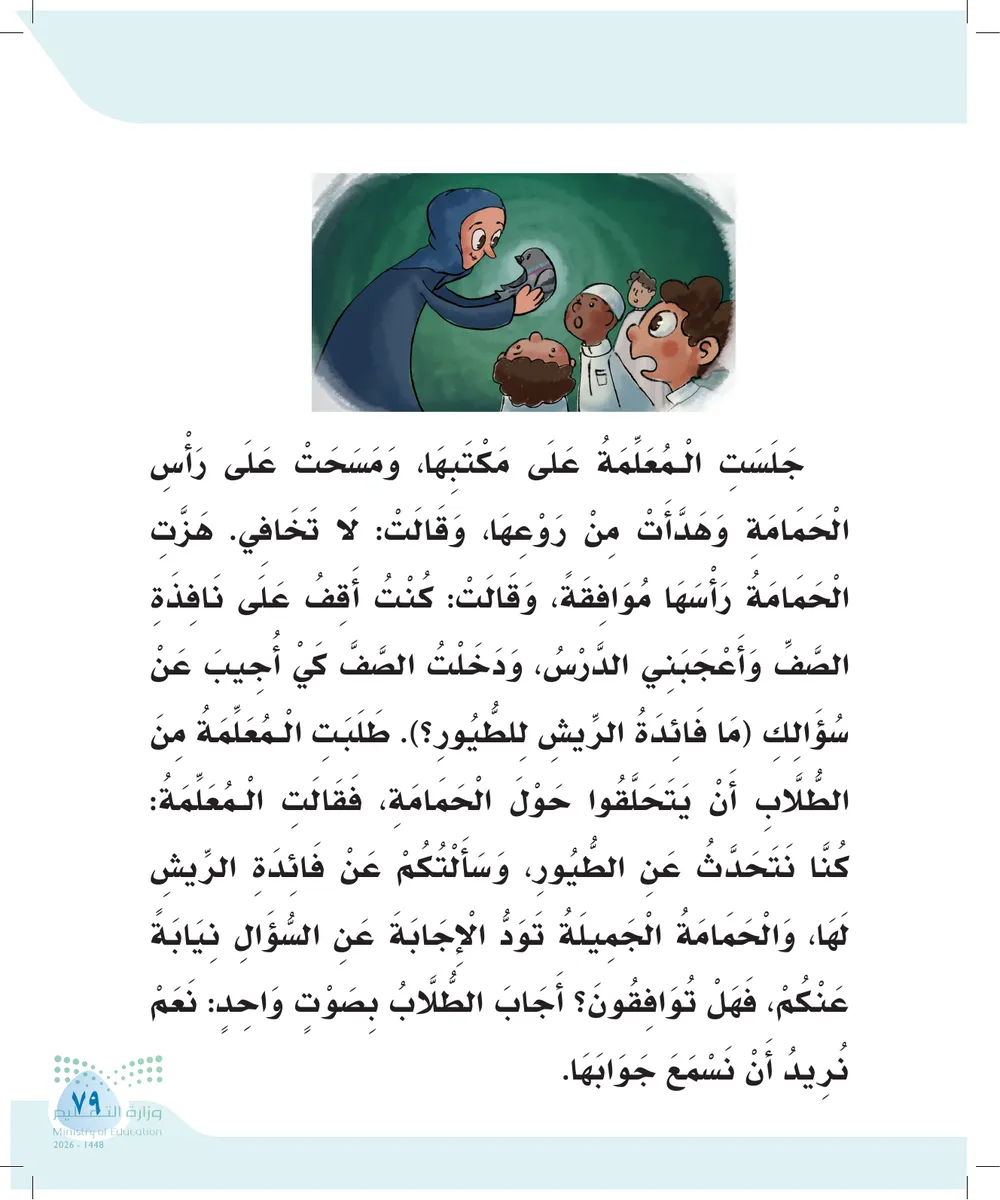 جَلَسَتِ الْـمُعَلِّمَةُ عَلَى مَكْتَبِهَا، وَمَسَحَتْ عَلَى رَأْسِ
الْحَمَامَةِ وَهَدَّأَتْ مِنْ رَوْعِهَا، وَقَالَتْ: لَا تَخَافِي. هَزَّتِ
الْحَمَامَةُ رَأْسَهَا مُوَافِقَةً، وَقَالَتْ: كُنْتُ أَقِفُ عَلَى نَافِذَةِ
الصَّفِّ وَأَعْجَبَنِي الدَّرْسُ، وَدَخَلْتُ الصَّفَّ كَيْ أُجِيبَ عَنْ
سُؤَالِكِ (مَا فَائِدَةُ الرِّيشِ لِلطُّيُورِ؟). طَلَبَتِ الْـمُعَلِّمَةُ مِنَ
الطُّلَّابِ أَنْ يَتَحَلَّقُوا حَوْلَ الْحَمَامَةِ، فَقَالَتِ الْـمُعَلِّمَةُ:
كُنَّا نَتَحَدَّثُ عَنِ الطُّيُورِ، وَسَأَلْتُكُمْ عَنْ فَائِدَةِ الرِّيشِ
لَهَا، وَالْحَمَامَةُ الْجَمِيلَةُ تَوَدُّ الْإِجَابَةَ عَنِ السُّؤَالِ نِيَابَةً
عَنْكُمْ، فَهَلْ تُوَافِقُونَ؟ أَجَابَ الطُّلَّابُ بِصَوْتٍ وَاحِدٍ: نَعَمْ
نُرِيدُ أَنْ نَسْمَعَ جَوَابَهَا.
٧٩
وزارة التعليم
Ministry of Education
2026 - 1448